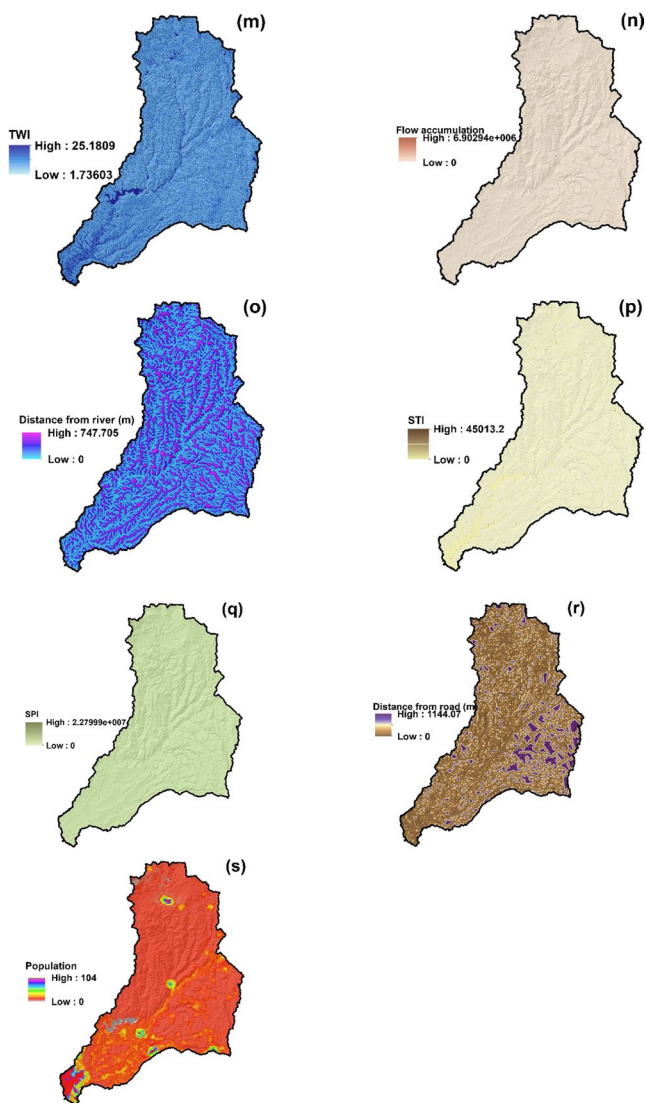 (m)
TWI
High : 25.1809
Low : 1.73603
(n)
Flow accumulation
High : 6.90294e+006
Low : 0
(o)
Distance from river (m)
High : 747.705
Low : 0
(p)
STI
High : 45013.2
Low : 0
(q)
SPI
High : 2.27999e+007
Low : 0
(r)
Distance from road (m)
High : 1144.07
Low : 0
(s)
Population
High : 104
Low : 0